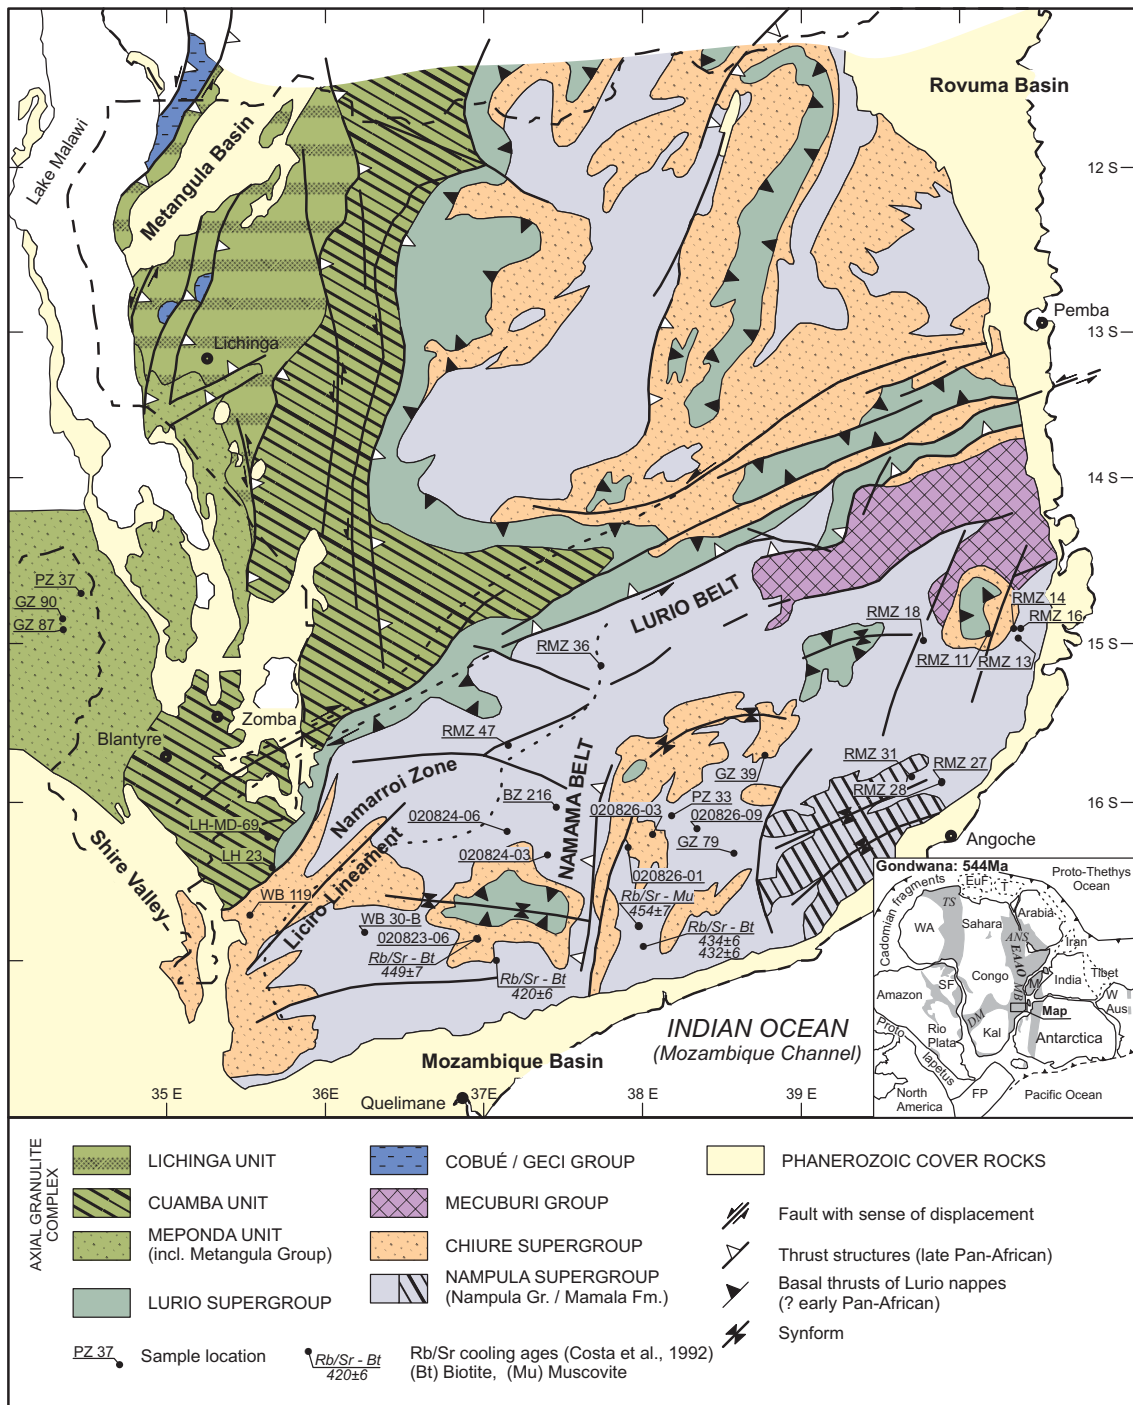 Rovuma Basin
Lake Malawi
Metangula Basin
12 S
Pemba
13 S
Lichinga
14 S
PZ 37
GZ 90
GZ 87
LURIO BELT
RMZ 14
RMZ 18
RMZ 16
15 S
RMZ 36
RMZ 11
RMZ 13
Zomba
Blantyre
RMZ 47
Namarroi Zone
NAMAMA BELT
GZ 39
RMZ 31
RMZ 27
RMZ 28
BZ 216
PZ 33
16 S
020824-06
020826-03
020826-09
LH-MD-69
Angoche
GZ 79
LH 23
020824-03
020826-01
Shire Valley
Liciro Lineament
WB 119
Rb/Sr - Mu
454±7
WB 30-B
020823-06
Rb/Sr - Bt
434±6
432±6
Rb/Sr - Bt
449±7
Rb/Sr - Bt
420±6
INDIAN OCEAN
(Mozambique Channel)
Mozambique Basin
35 E
36E
37E
38 E
39 E
Quelimane
Gondwana: 544Ma
Proto-Thethys
Ocean
Cadomian fragments
EuF
T
TS
Arabia
WA
Sahara
ANS
Iran
EAAO
Congo
India
Tibet
SF
M
MB
W
Aus
Amazon
Map
DM
Rio
Plata
Kal
Antarctica
Proto
Iapetus
North
America
FP
Pacific Ocean
AXIAL GRANULITE
COMPLEX
LICHINGA UNIT
CUAMBA UNIT
MEPONDA UNIT
(incl. Metangula Group)
LURIO SUPERGROUP
COBUÉ / GECI GROUP
MECUBURI GROUP
CHIURE SUPERGROUP
NAMPULA SUPERGROUP
(Nampula Gr. / Mamala Fm.)
PHANEROZOIC COVER ROCKS
Fault with sense of displacement
Thrust structures (late Pan-African)
Basal thrusts of Lurio nappes
(? early Pan-African)
Synform
PZ 37
Sample location
Rb/Sr - Bt
420±6
Rb/Sr cooling ages (Costa et al., 1992)
(Bt) Biotite, (Mu) Muscovite